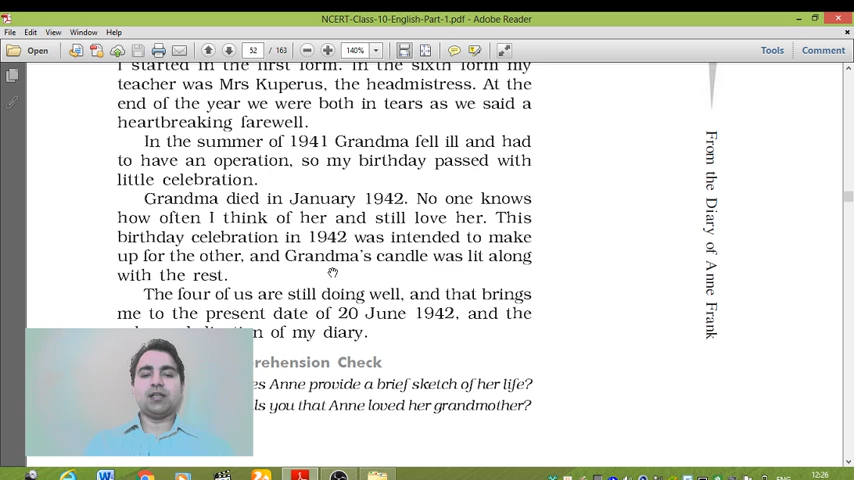 NCERT-Class-10-English-Part-1.pdf - Adobe Reader
File Edit View Window Help
Open 52 / 163 140% Tools Comment
I started in the first form. In the sixth form my
teacher was Mrs Kuperus, the headmistress. At the
end of the year we were both in tears as we said a
heartbreaking farewell.
In the summer of 1941 Grandma fell ill and had
to have an operation, so my birthday passed with
little celebration.
Grandma died in January 1942. No one knows
how often I think of her and still love her. This
birthday celebration in 1942 was intended to make
up for the other, and Grandma's candle was lit along
with the rest.
The four of us are still doing well, and that brings
me to the present date of 20 June 1942, and the
of my diary.
Check
Anne provide a brief sketch of her life?
you that Anne loved her grandmother?
From the Diary of Anne Frank
ENG 12:26